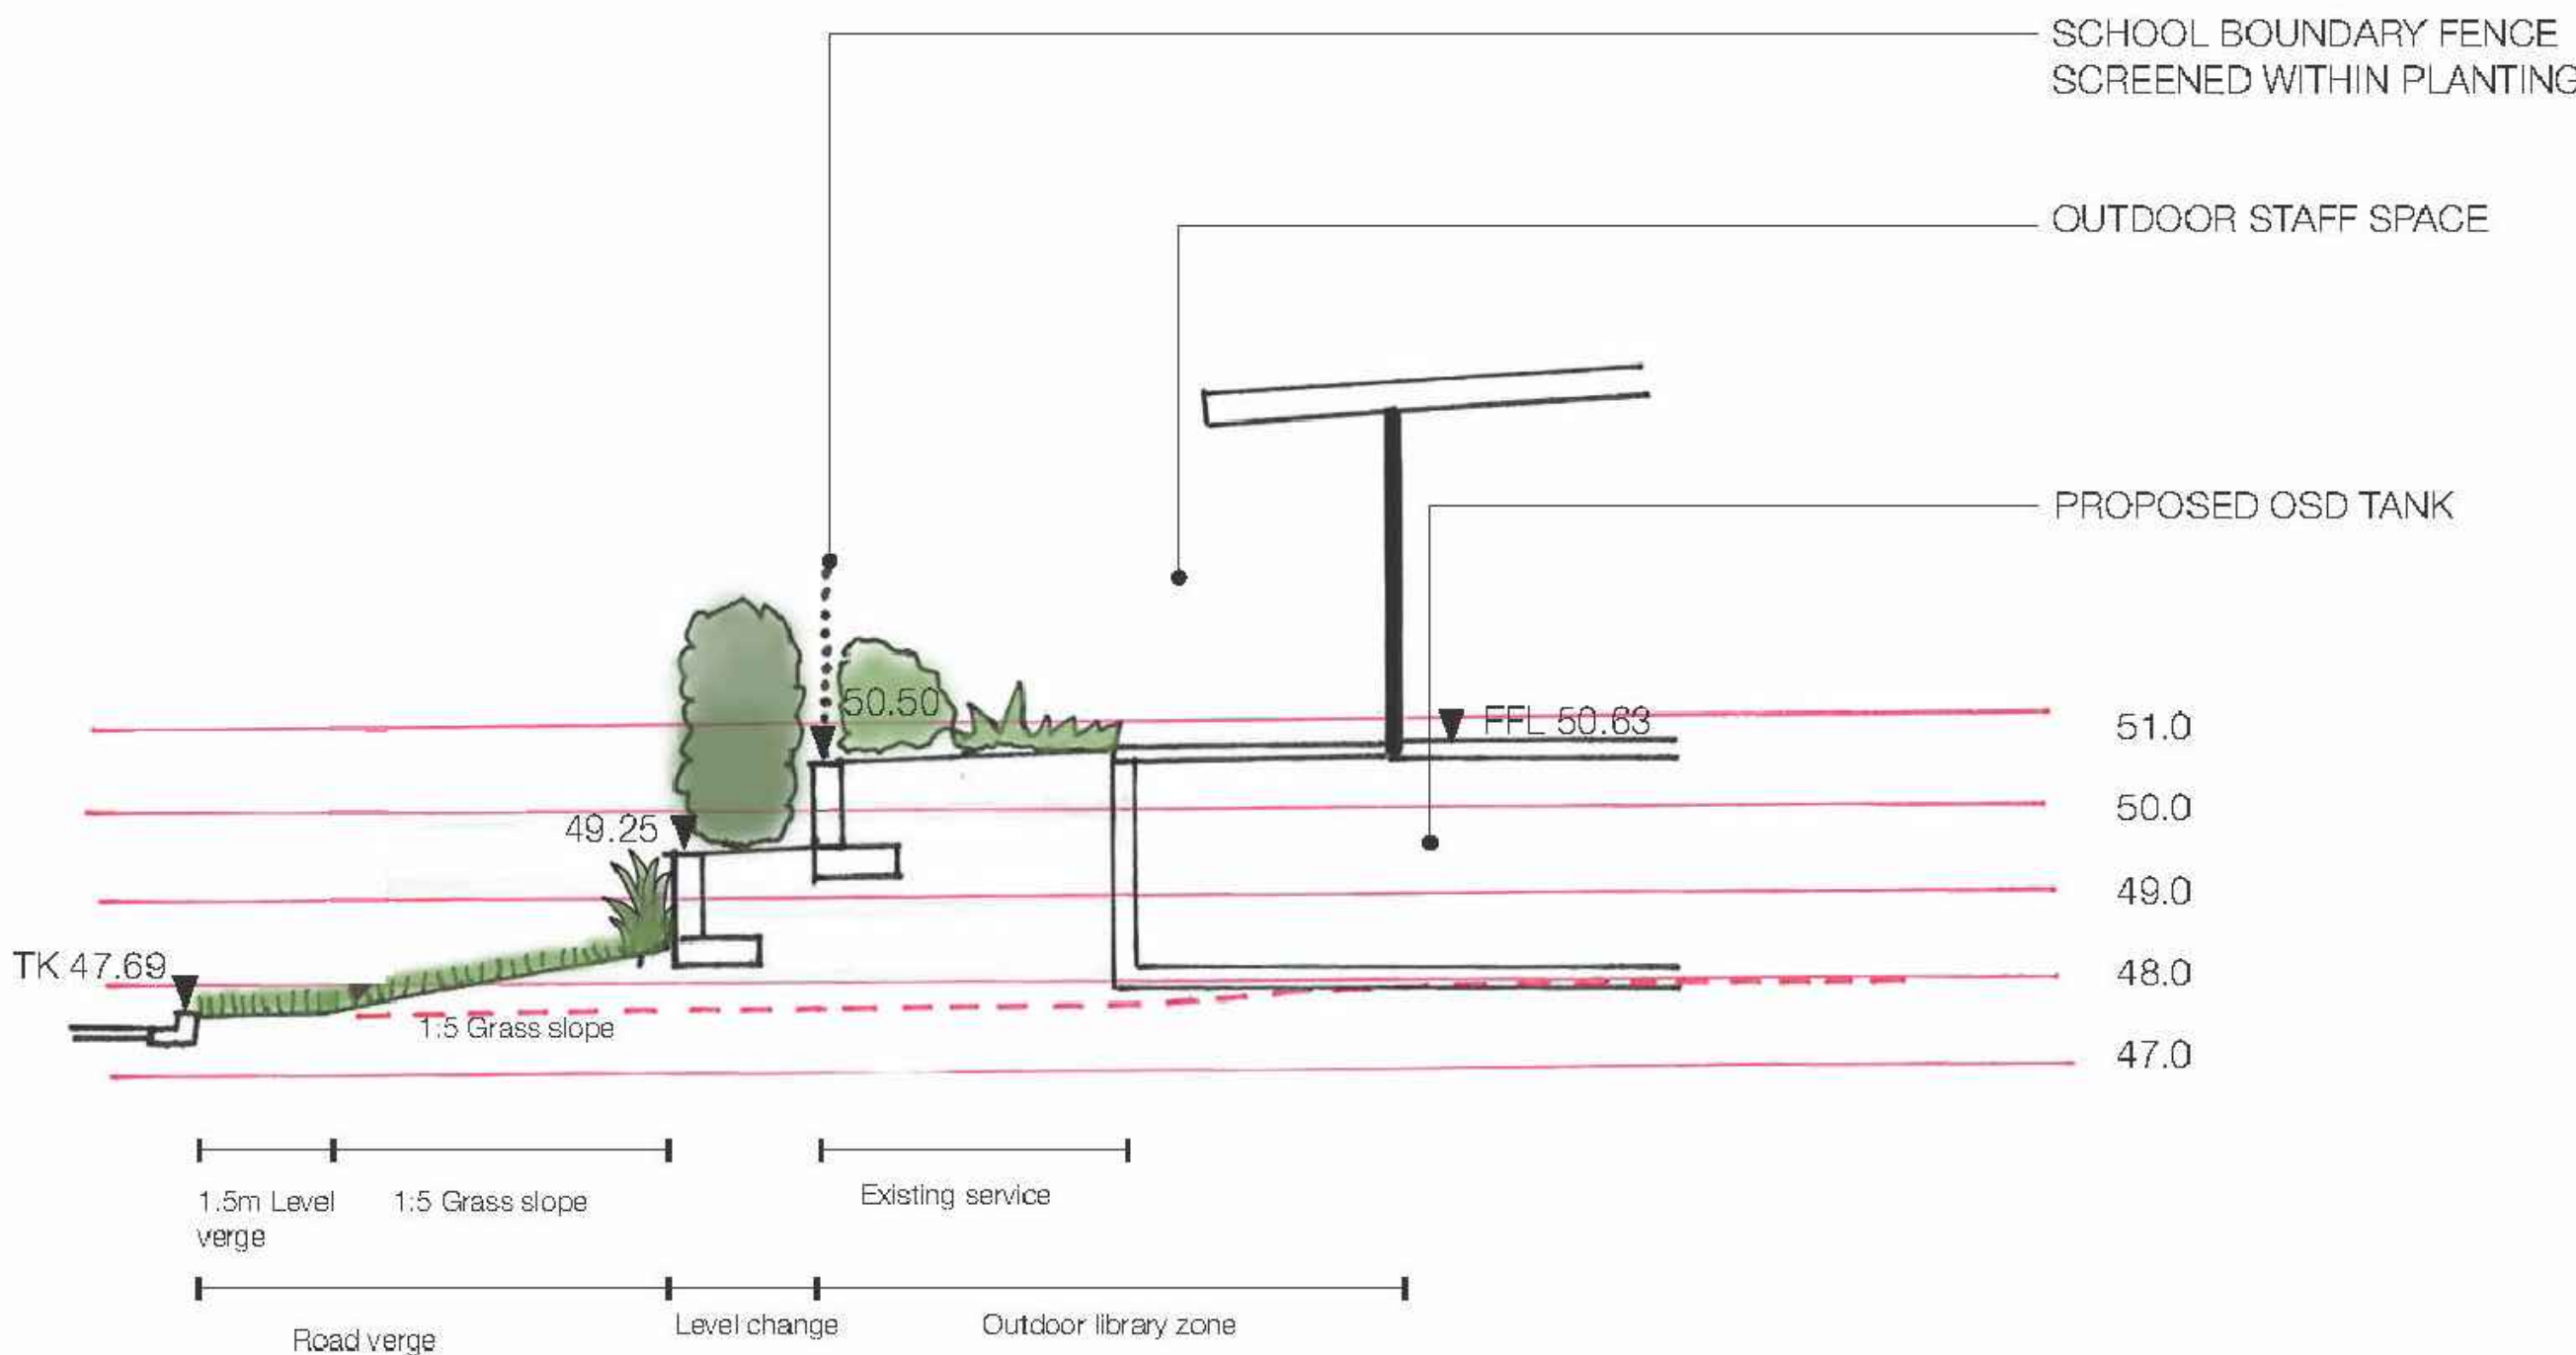 SCHOOL BOUNDARY FENCE
SCREENED WITHIN PLANTING
OUTDOOR STAFF SPACE
PROPOSED OSD TANK
50.50
FFL 50.63
51.0
50.0
49.25
49.0
TK 47.69
48.0
1:5 Grass slope
47.0
1.5m Level
verge
1:5 Grass slope
Existing service
Road verge
Level change
Outdoor library zone